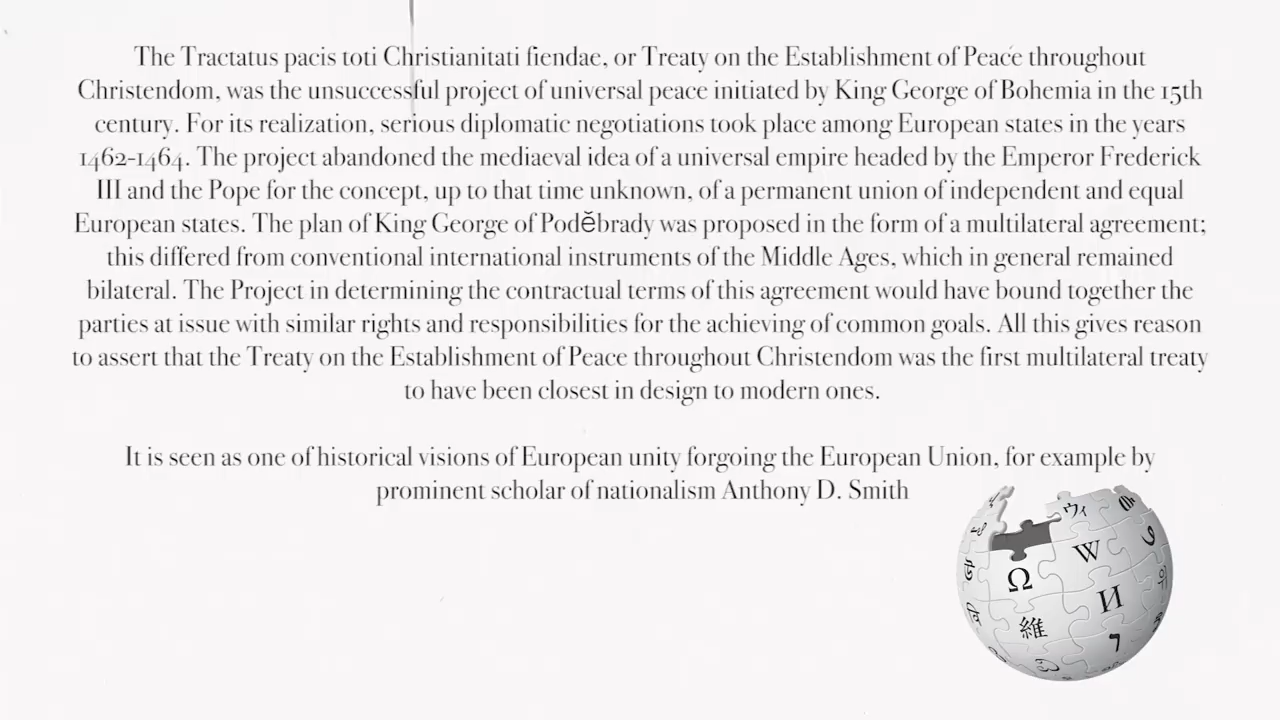 The Tractatus pacis toti Christianitati fiendae, or Treaty on the Establishment of Peace throughout
Christendom, was the unsuccessful project of universal peace initiated by King George of Bohemia in the 15th
century. For its realization, serious diplomatic negotiations took place among European states in the years
1462-1464. The project abandoned the mediaeval idea of a universal empire headed by the Emperor Frederick
III and the Pope for the concept, up to that time unknown, of a permanent union of independent and equal
European states. The plan of King George of Poděbrady was proposed in the form of a multilateral agreement;
this differed from conventional international instruments of the Middle Ages, which in general remained
bilateral. The Project in determining the contractual terms of this agreement would have bound together the
parties at issue with similar rights and responsibilities for the achieving of common goals. All this gives reason
to assert that the Treaty on the Establishment of Peace throughout Christendom was the first multilateral treaty
to have been closest in design to modern ones.
It is seen as one of historical visions of European unity forgoing the European Union, for example by
prominent scholar of nationalism Anthony D. Smith
ウィ
W
Ω
И
維